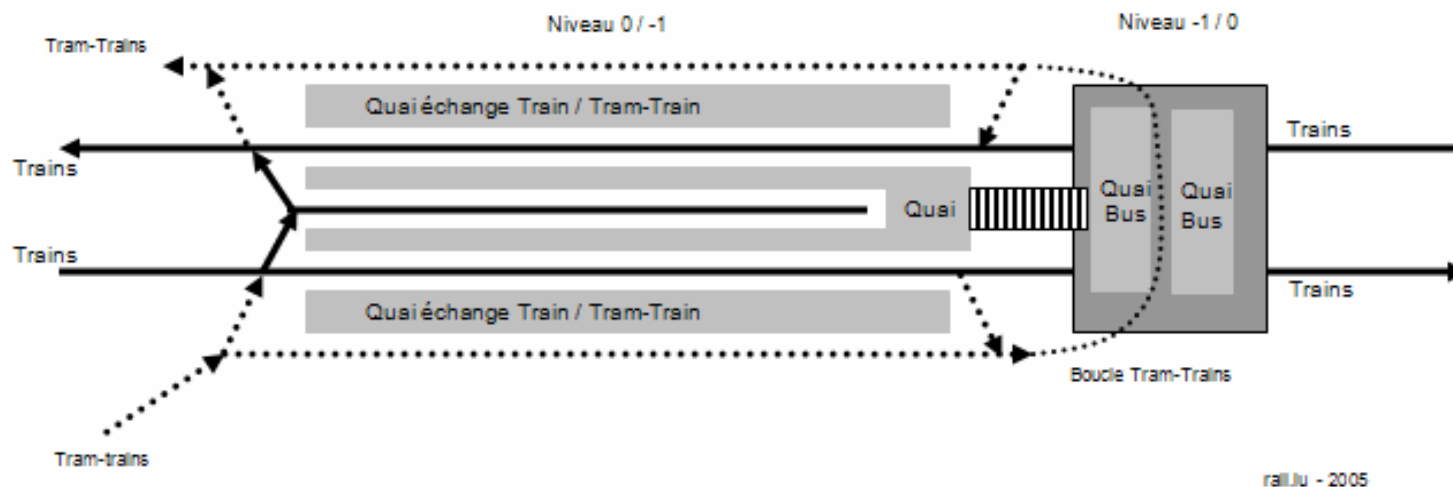 Niveau 0 / -1
Niveau -1 / 0
Tram-Trains
Quai échange Train / Tram-Train
Trains
Trains
Quai
Quai
Bus
Quai
Bus
Trains
Trains
Quai échange Train / Tram-Train
Boucle Tram-Trains
Tram-trains
rail.lu - 2005